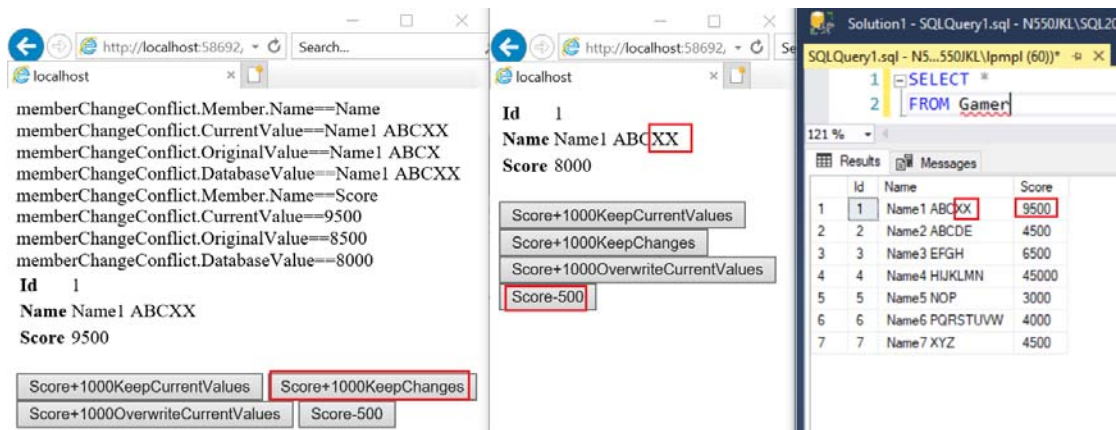 http://localhost:58692,
Search...
localhost
memberChangeConflict.Member.Name==Name
memberChangeConflict.CurrentValue==Name1 ABCXX
memberChangeConflict.OriginalValue==Name1 ABCX
memberChangeConflict.DatabaseValue==Name1 ABCXX
memberChangeConflict.Member.Name==Score
memberChangeConflict.CurrentValue==9500
memberChangeConflict.OriginalValue==8500
memberChangeConflict.DatabaseValue==8000
Id 1
Name Name1 ABCXX
Score 9500
Score+1000KeepCurrentValues Score+1000KeepChanges
Score+1000OverwriteCurrentValues Score-500
http://localhost:58692,
Se
localhost
Id 1
Name Name1 ABCXX
Score 8000
Score+1000KeepCurrentValues
Score+1000KeepChanges
Score+1000OverwriteCurrentValues
Score-500
Solution1 - SQLQuery1.sql - N550JKL\SQL20
SQLQuery1.sql - N5...550JKL\lpmpl (60))*
1 SELECT *
2 FROM Gamer
121 %
Results Messages
Id Name Score
1 1 Name1 ABCXX 9500
2 2 Name2 ABCDE 4500
3 3 Name3 EFGH 6500
4 4 Name4 HIJKLMN 45000
5 5 Name5 NOP 3000
6 6 Name6 PQRSTUVW 4000
7 7 Name7 XYZ 4500